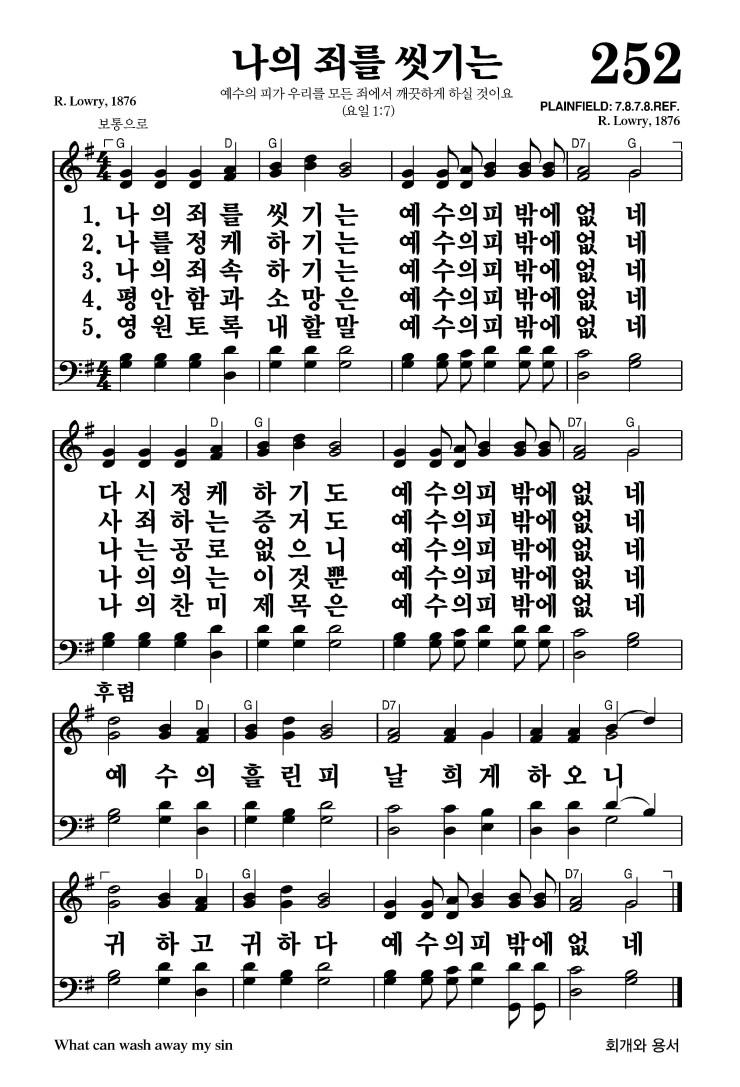 나의 죄를 씻기는 252
예수의 피가 우리를 모든 죄에서 깨끗하게 하실 것이요
(요일 1:7)
R. Lowry, 1876
PLAINFIELD: 7.8.7.8.REF.
R. Lowry, 1876
보통으로
G D G D7 G
1. 나의죄를 씻기는 예수의피밖에없네
2. 나를정케 하기는 예수의피밖에없네
3. 나의죄속 하기는 예수의피밖에없네
4. 평안함과 소망은 예수의피밖에없네
5. 영원토록 내할말 예수의피밖에없네
D G D7 G
다시정케 하기도 예수의피밖에없네
사죄하는 증거도 예수의피밖에없네
나는공로 없으니 예수의피밖에없네
나의의는 이것뿐 예수의피밖에없네
나의찬미 제목은 예수의피밖에없네
후렴
D G D7 G
예수의 흘린피 날희게 하오니
G D G D7 G
귀하고 귀하다 예수의피밖에없네
What can wash away my sin 회개와 용서